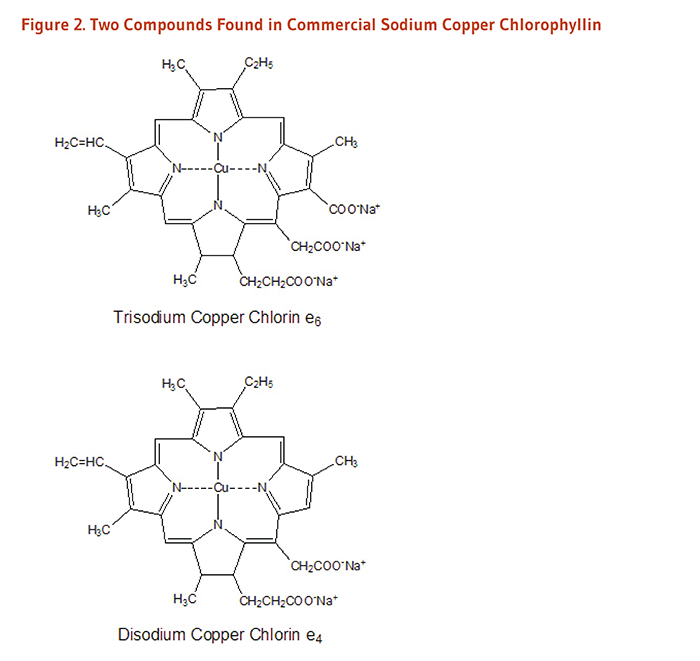 Figure 2. Two Compounds Found in Commercial Sodium Copper Chlorophyllin
H₃C C₂H₅
N
H₂C=HC CH₃
N Cu N
H₃C N COO⁻Na⁺
CH₂COO⁻Na⁺
H₃C CH₂CH₂COO⁻Na⁺
Trisodium Copper Chlorin e₆
H₃C C₂H₅
N
H₂C=HC CH₃
N Cu N
H₃C N
CH₂COO⁻Na⁺
H₃C CH₂CH₂COO⁻Na⁺
Disodium Copper Chlorin e₄